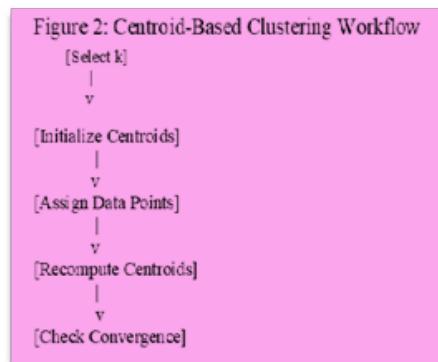 Figure 2: Centroid-Based Clustering Workflow
[Select k]
|
v
[Initialize Centroids]
|
v
[Assign Data Points]
|
v
[Recompute Centroids]
|
v
[Check Convergence]